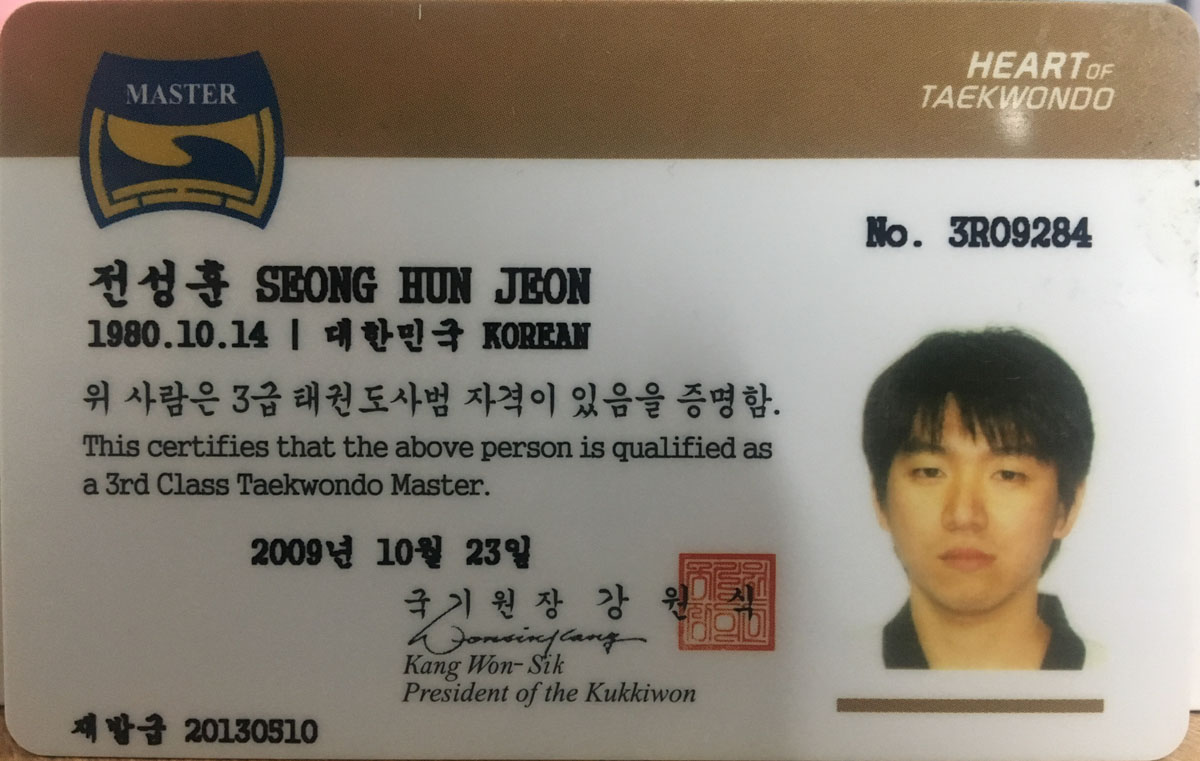 MASTER
HEART OF
TAEKWONDO
No. 3R09284
전성훈 SEONG HUN JEON
1980.10.14 | 대한민국 KOREAN
위 사람은 3급 태권도사범 자격이 있음을 증명함.
This certifies that the above person is qualified as
a 3rd Class Taekwondo Master.
2009년 10월 23일
국기원장 강원식
Kang Won-Sik
President of the Kukkiwon
재발급 20130510